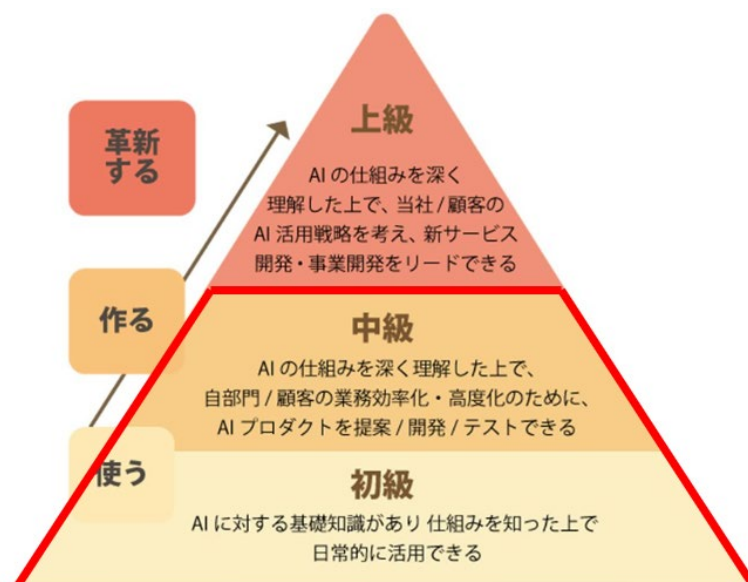 革新
する
上級
AI の仕組みを深く
理解した上で、当社 / 顧客の
AI 活用戦略を考え、新サービス
開発・事業開発をリードできる
作る
中級
AI の仕組みを深く理解した上で、
自部門 / 顧客の業務効率化・高度化のために、
AI プロダクトを提案 / 開発 / テストできる
使う
初級
AI に対する基礎知識があり 仕組みを知った上で
日常的に活用できる